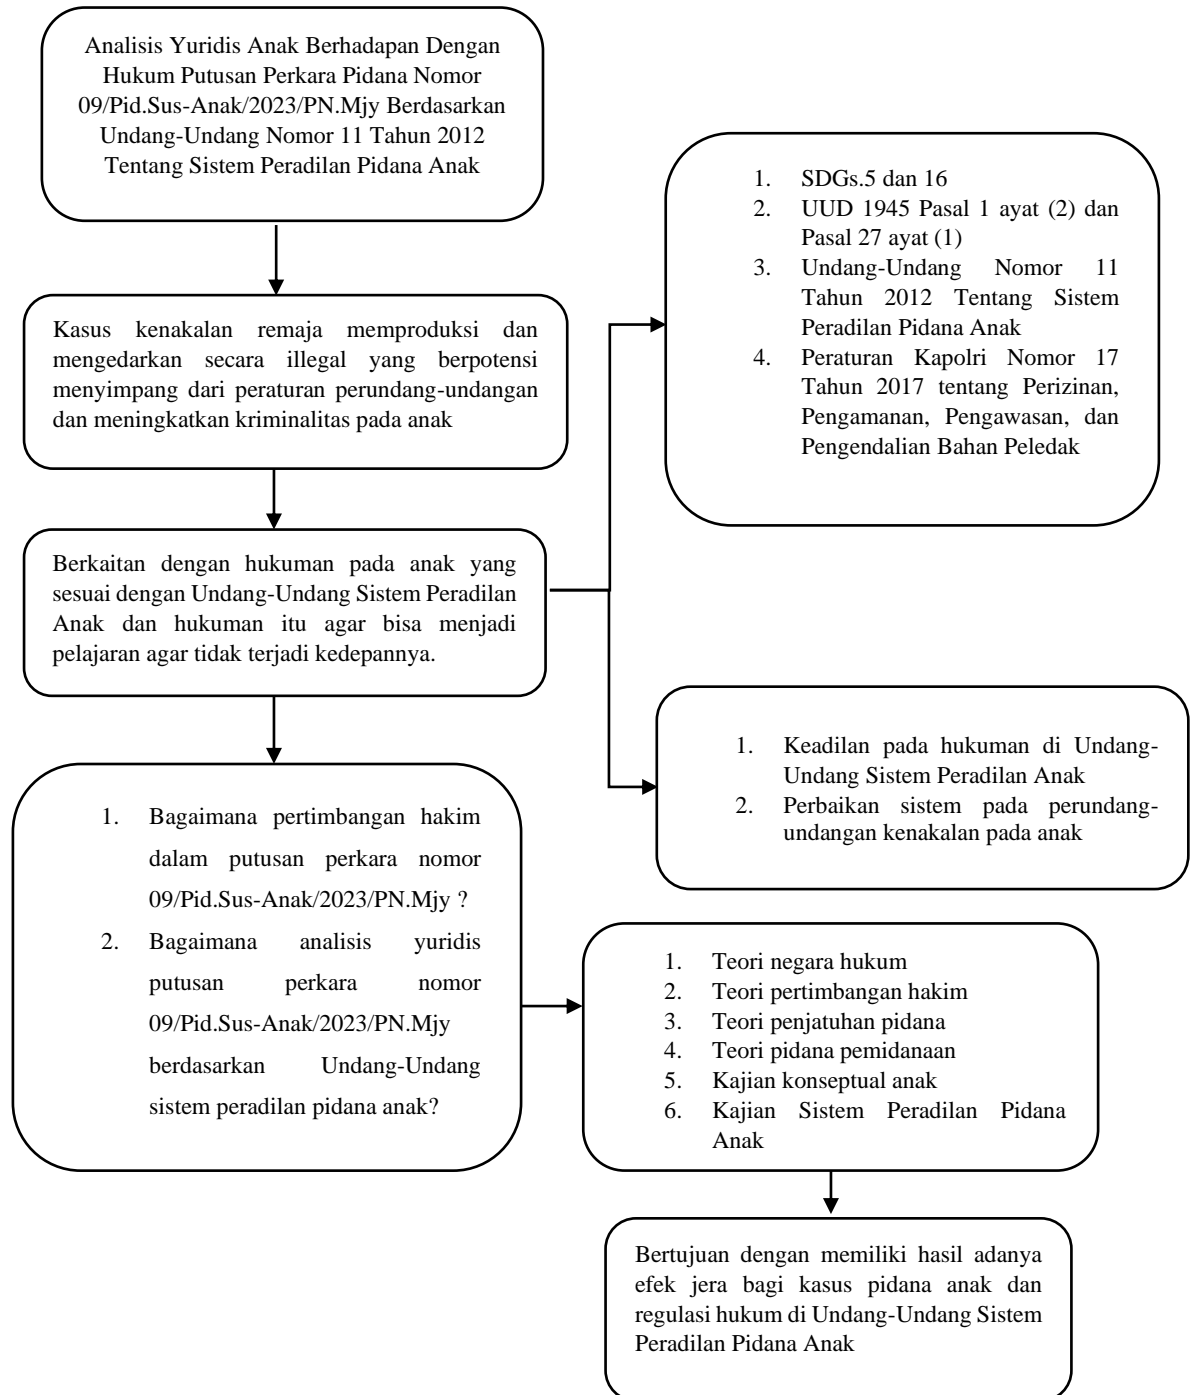 Analisis Yuridis Anak Berhadapan Dengan
Hukum Putusan Perkara Pidana Nomor
09/Pid.Sus-Anak/2023/PN.Mjy Berdasarkan
Undang-Undang Nomor 11 Tahun 2012
Tentang Sistem Peradilan Pidana Anak
Kasus kenakalan remaja memproduksi dan
mengedarkan secara illegal yang berpotensi
menyimpang dari peraturan perundang-undangan
dan meningkatkan kriminalitas pada anak
Berkaitan dengan hukuman pada anak yang
sesuai dengan Undang-Undang Sistem Peradilan
Anak dan hukuman itu agar bisa menjadi
pelajaran agar tidak terjadi kedepannya.
1. SDGs.5 dan 16
2. UUD 1945 Pasal 1 ayat (2) dan
Pasal 27 ayat (1)
3. Undang-Undang Nomor 11
Tahun 2012 Tentang Sistem
Peradilan Pidana Anak
4. Peraturan Kapolri Nomor 17
Tahun 2017 tentang Perizinan,
Pengamanan, Pengawasan, dan
Pengendalian Bahan Peledak
1. Keadilan pada hukuman di Undang-
Undang Sistem Peradilan Anak
2. Perbaikan sistem pada perundang-
undangan kenakalan pada anak
1. Bagaimana pertimbangan hakim
dalam putusan perkara nomor
09/Pid.Sus-Anak/2023/PN.Mjy ?
2. Bagaimana analisis yuridis
putusan perkara nomor
09/Pid.Sus-Anak/2023/PN.Mjy
berdasarkan Undang-Undang
sistem peradilan pidana anak?
1. Teori negara hukum
2. Teori pertimbangan hakim
3. Teori penjatuhan pidana
4. Teori pidana pemidanaan
5. Kajian konseptual anak
6. Kajian Sistem Peradilan Pidana
Anak
Bertujuan dengan memiliki hasil adanya
efek jera bagi kasus pidana anak dan
regulasi hukum di Undang-Undang Sistem
Peradilan Pidana Anak